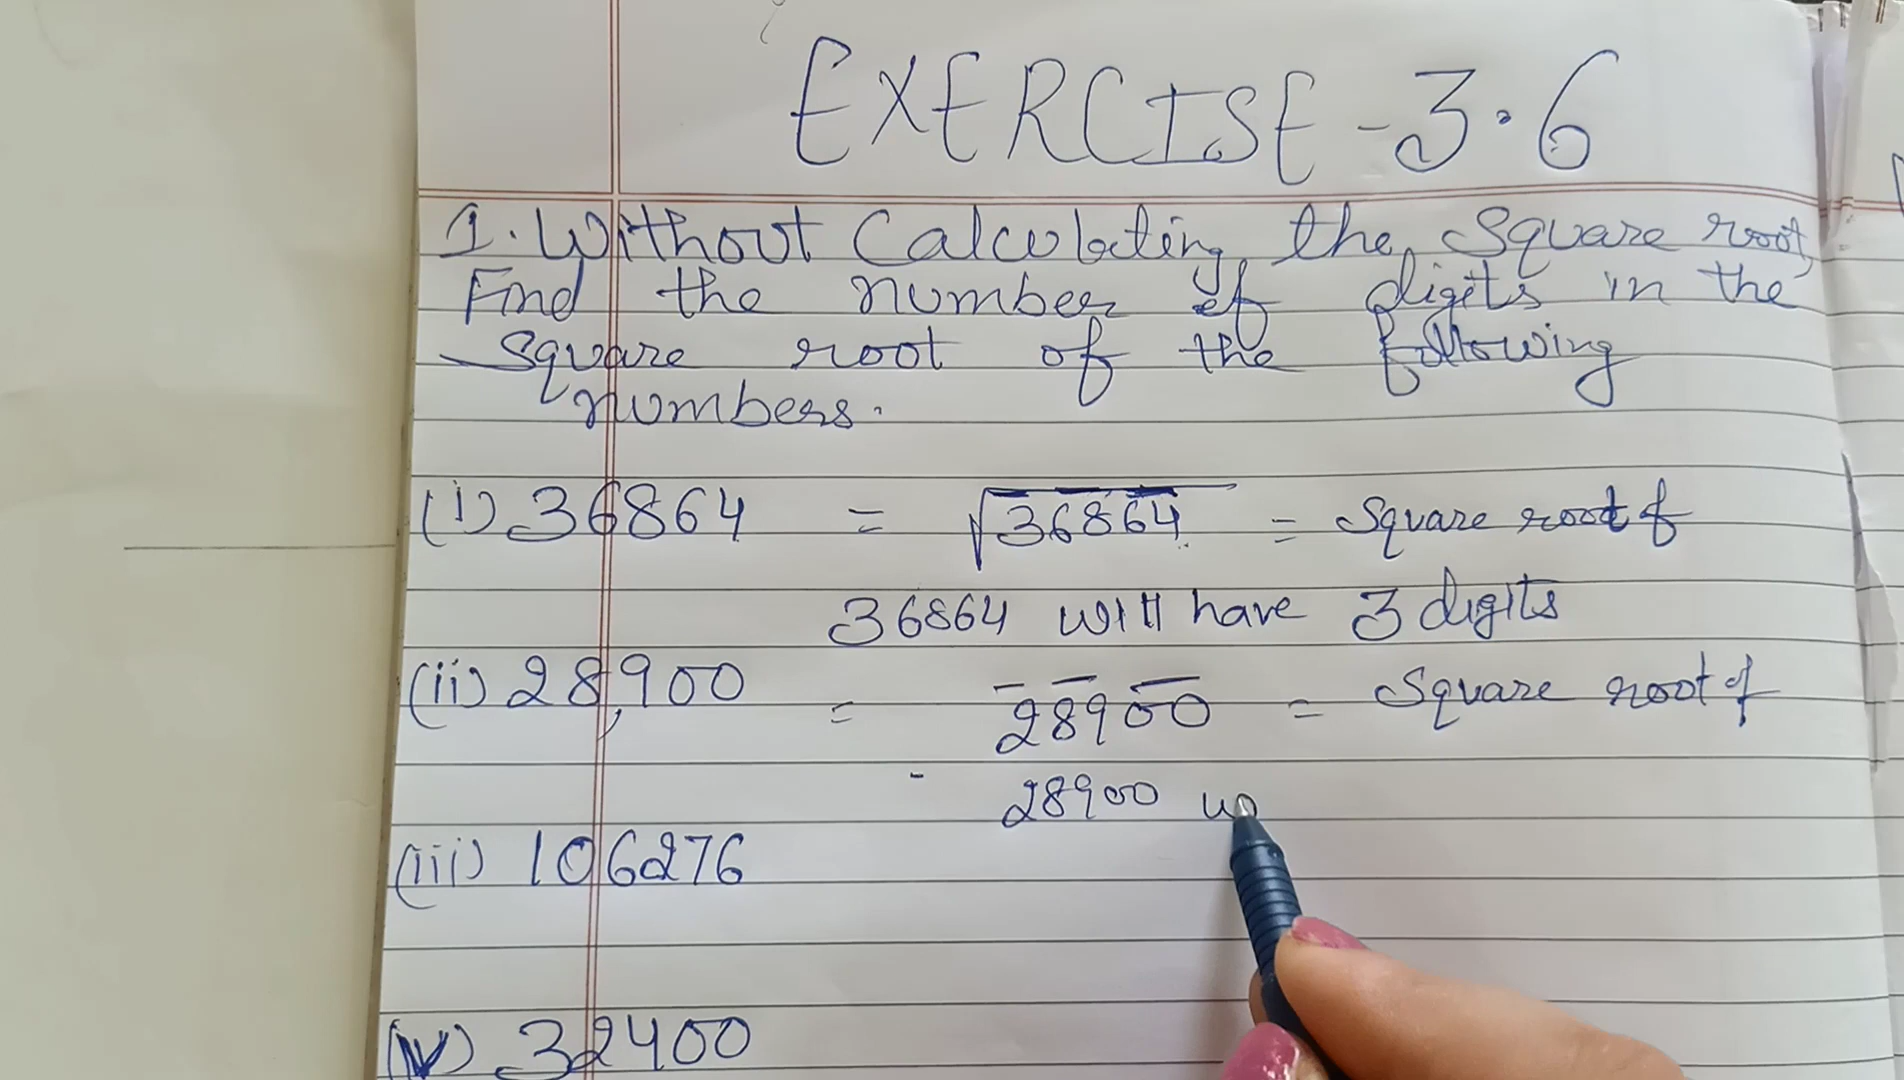 EXERCISE - 3.6
1. Without Calculating the Square root,
Find the number of digits in the
Square root of the following
numbers.
(i) 36864 = √36864 = Square root of
36864 will have 3 digits
(ii) 28,900 = 28900 = Square root of
28900
(iii) 106276
(iv) 32400